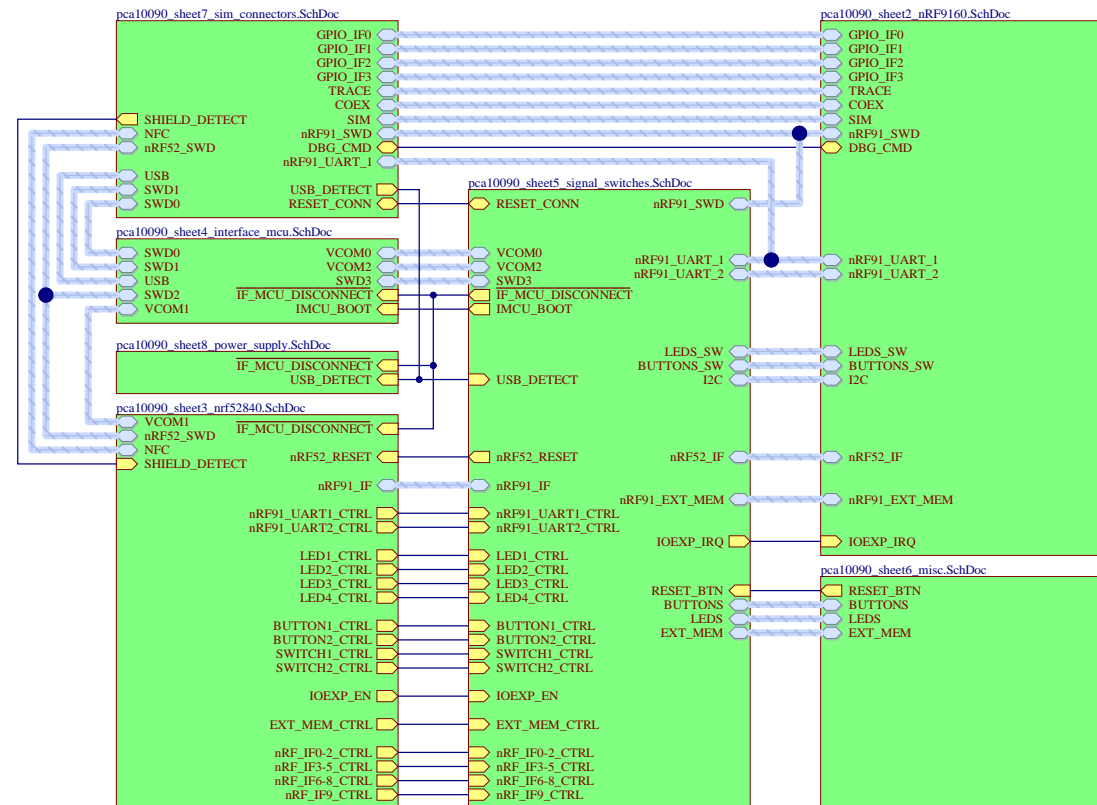 pca10090_sheet7_sim_connectors.SchDoc
GPIO_IF0
GPIO_IF1
GPIO_IF2
GPIO_IF3
TRACE
COEX
SIM
nRF91_SWD
DBG_CMD
nRF91_UART_1
USB_DETECT
RESET_CONN
SHIELD_DETECT
NFC
nRF52_SWD
USB
SWD1
SWD0
pca10090_sheet2_nRF9160.SchDoc
GPIO_IF0
GPIO_IF1
GPIO_IF2
GPIO_IF3
TRACE
COEX
SIM
nRF91_SWD
DBG_CMD
nRF91_UART_1
nRF91_UART_2
LEDS_SW
BUTTONS_SW
I2C
nRF52_IF
nRF91_EXT_MEM
IOEXP_IRQ
pca10090_sheet4_interface_mcu.SchDoc
SWD0
SWD1
USB
SWD2
VCOM1
VCOM0
VCOM2
SWD3
IF_MCU_DISCONNECT
IMCU_BOOT
pca10090_sheet8_power_supply.SchDoc
IF_MCU_DISCONNECT
USB_DETECT
pca10090_sheet3_nrf52840.SchDoc
VCOM1
nRF52_SWD
NFC
SHIELD_DETECT
IF_MCU_DISCONNECT
nRF52_RESET
nRF91_IF
nRF91_UART1_CTRL
nRF91_UART2_CTRL
LED1_CTRL
LED2_CTRL
LED3_CTRL
LED4_CTRL
BUTTON1_CTRL
BUTTON2_CTRL
SWITCH1_CTRL
SWITCH2_CTRL
IOEXP_EN
EXT_MEM_CTRL
nRF_IF0-2_CTRL
nRF_IF3-5_CTRL
nRF_IF6-8_CTRL
nRF_IF9_CTRL
pca10090_sheet5_signal_switches.SchDoc
RESET_CONN
VCOM0
VCOM2
SWD3
IF_MCU_DISCONNECT
IMCU_BOOT
USB_DETECT
nRF52_RESET
nRF91_IF
nRF91_UART1_CTRL
nRF91_UART2_CTRL
LED1_CTRL
LED2_CTRL
LED3_CTRL
LED4_CTRL
BUTTON1_CTRL
BUTTON2_CTRL
SWITCH1_CTRL
SWITCH2_CTRL
IOEXP_EN
EXT_MEM_CTRL
nRF_IF0-2_CTRL
nRF_IF3-5_CTRL
nRF_IF6-8_CTRL
nRF_IF9_CTRL
nRF91_SWD
nRF91_UART_1
nRF91_UART_2
LEDS_SW
BUTTONS_SW
I2C
nRF52_IF
nRF91_EXT_MEM
IOEXP_IRQ
RESET_BTN
BUTTONS
LEDS
EXT_MEM
pca10090_sheet6_misc.SchDoc
RESET_BTN
BUTTONS
LEDS
EXT_MEM